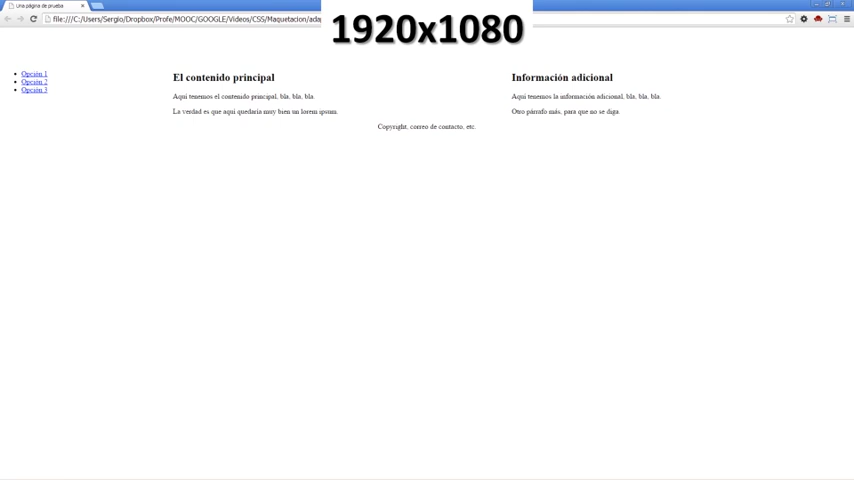 Una página de prueba
file:///C:/Users/Sergio/Dropbox/Profe/MOOC/GOOGLE/Videos/CSS/Maquetacion/adap
1920x1080
Opción 1
Opción 2
Opción 3
El contenido principal
Aquí tenemos el contenido principal, bla, bla, bla.
La verdad es que aquí quedaría muy bien un lorem ipsum.
Información adicional
Aquí tenemos la información adicional, bla, bla, bla.
Otro párrafo más, para que no se diga
Copyright, correo de contacto, etc.